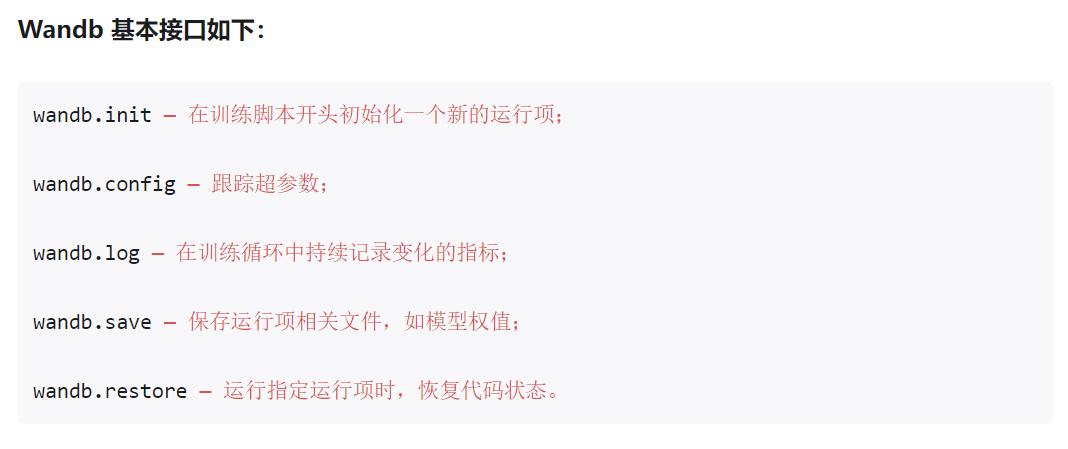 Wandb 基本接口如下：
wandb.init — 在训练脚本开头初始化一个新的运行项；
wandb.config — 跟踪超参数；
wandb.log — 在训练循环中持续记录变化的指标；
wandb.save — 保存运行项相关文件，如模型权值；
wandb.restore — 运行指定运行项时，恢复代码状态。